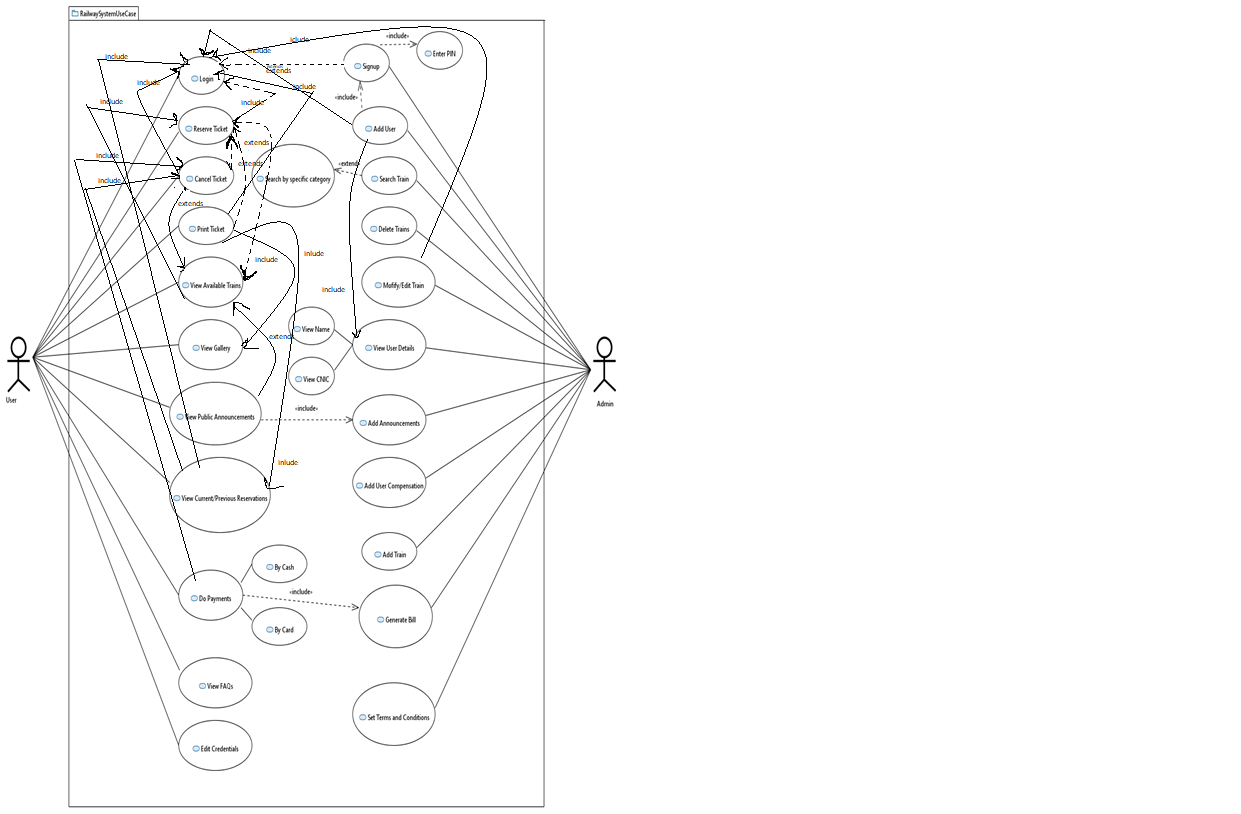 RailwaySystemUseCase
«include»
iclude
include
Enter PIN
include
extends
Signup
Login
include
include
«include»
include
include
Reserve Ticket
Add User
extends
include
extends
«extend»
Cancel Ticket
Search by specific category
Search Train
include
extends
Print Ticket
Delete Trains
inlude
include
View Available Trains
Mofify/Edit Train
include
View Name
extends
View Gallery
View User Details
View CNIC
User
Admin
«include»
View Public Announcements
Add Announcements
inlude
Add User Compensation
View Current/Previous Reservations
Add Train
By Cash
«include»
Do Payments
Generate Bill
By Card
View FAQs
Set Terms and Conditions
Edit Credentials